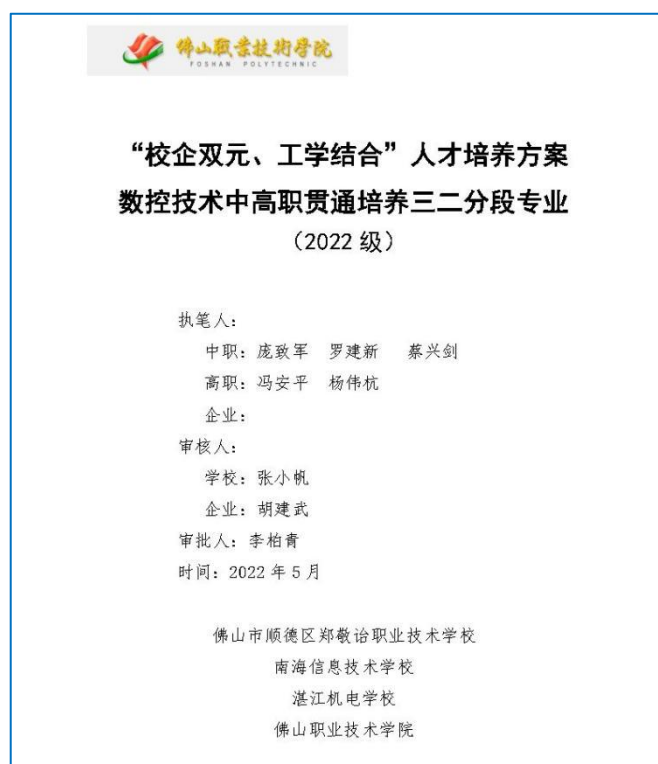 佛山職業技術學院
FOSHAN POLYTECHNIC
“校企双元、工学结合”人才培养方案
数控技术中高职贯通培养三二分段专业
（2022 级）
执笔人：
中职：庞致军 罗建新 蔡兴剑
高职：冯安平 杨伟杭
企业：
审核人：
学校：张小帆
企业：胡建武
审批人：李柏青
时间：2022 年 5 月
佛山市顺德区郑敬诒职业技术学校
南海信息技术学校
湛江机电学校
佛山职业技术学院